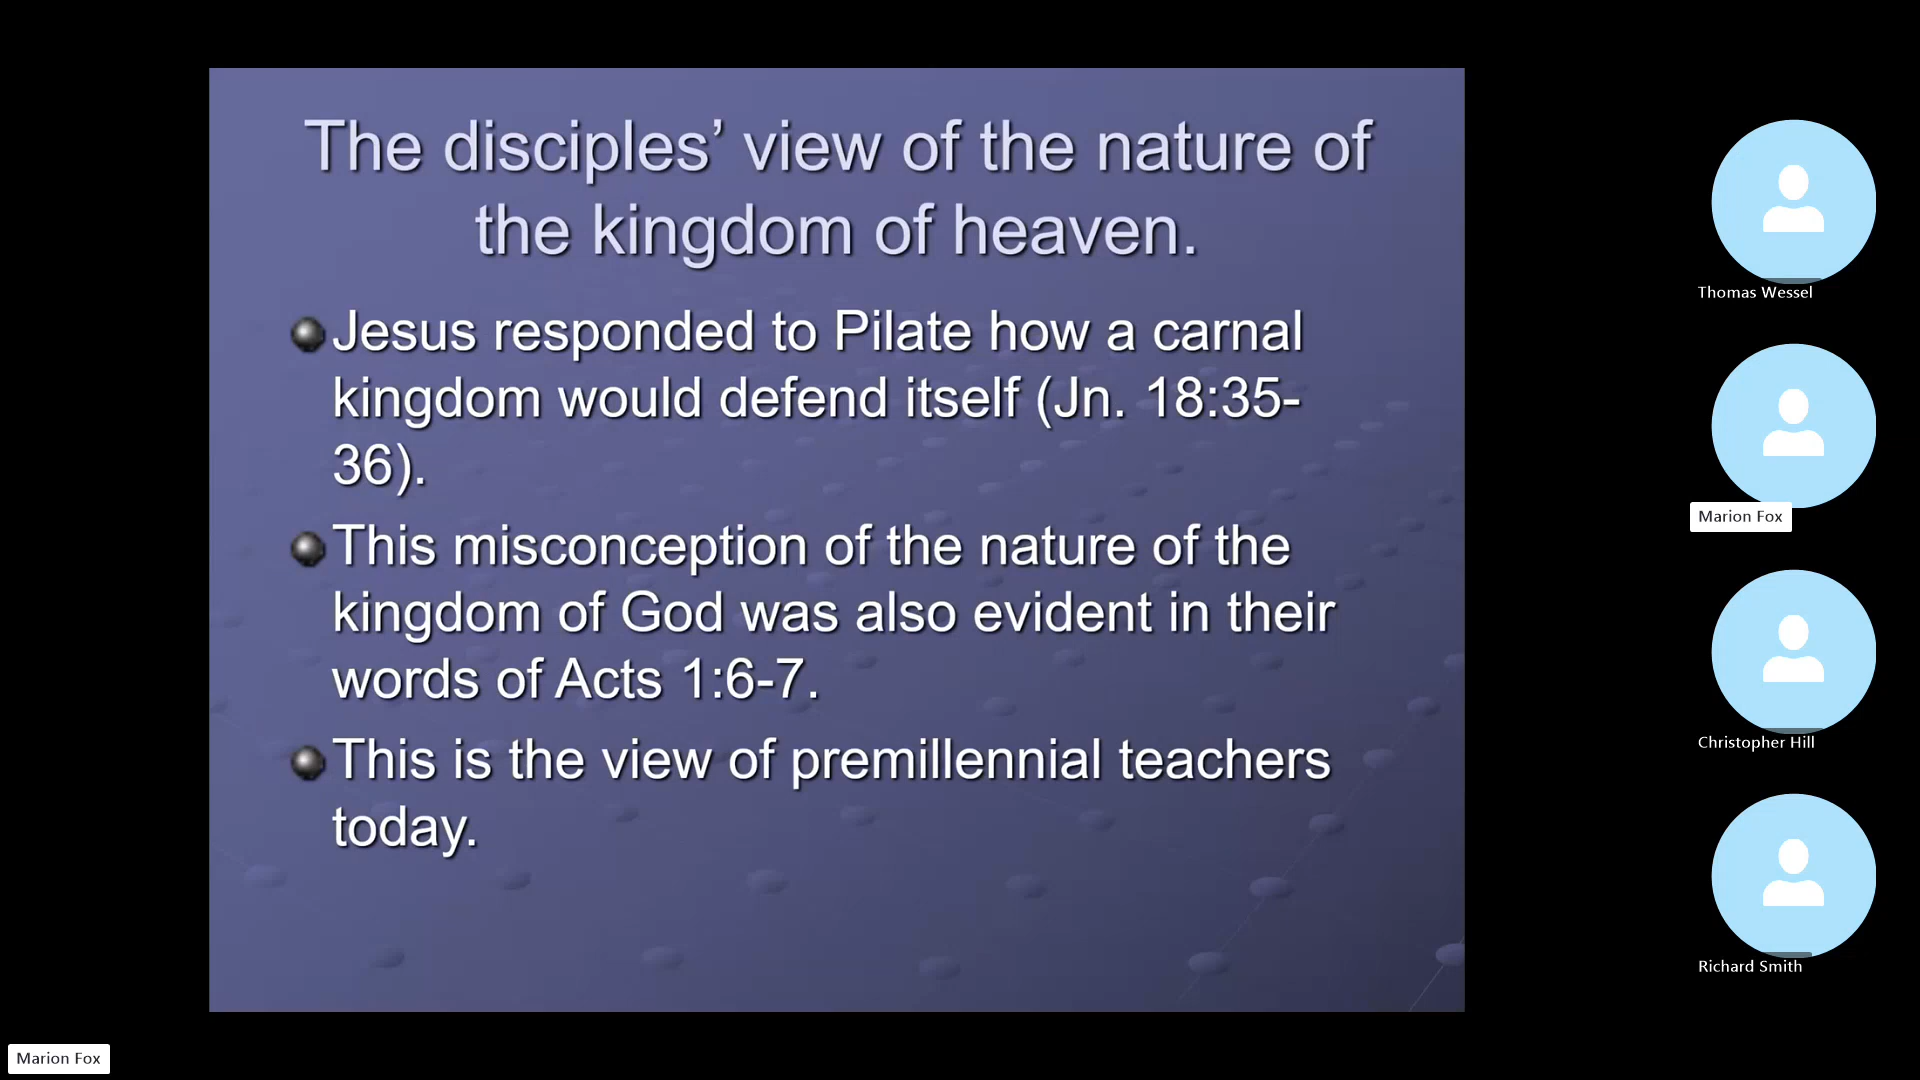 The disciples’ view of the nature of
the kingdom of heaven.
Jesus responded to Pilate how a carnal
kingdom would defend itself (Jn. 18:35-
36).
This misconception of the nature of the
kingdom of God was also evident in their
words of Acts 1:6-7.
This is the view of premillennial teachers
today.
Thomas Wessel
Marion Fox
Christopher Hill
Richard Smith
Marion Fox